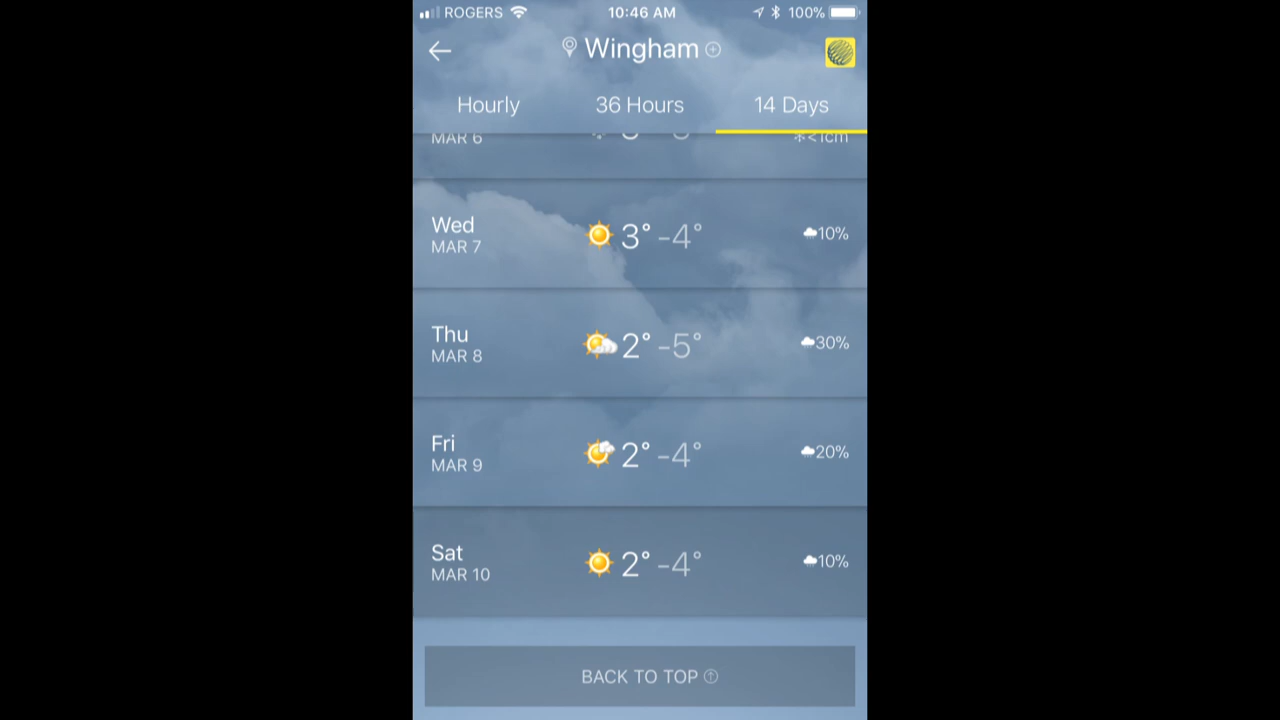 ROGERS 10:46 AM 100%
Wingham
Hourly 36 Hours 14 Days
MAR 6 <1cm
Wed
MAR 7
3° -4° 10%
Thu
MAR 8
2° -5° 30%
Fri
MAR 9
2° -4° 20%
Sat
MAR 10
2° -4° 10%
BACK TO TOP